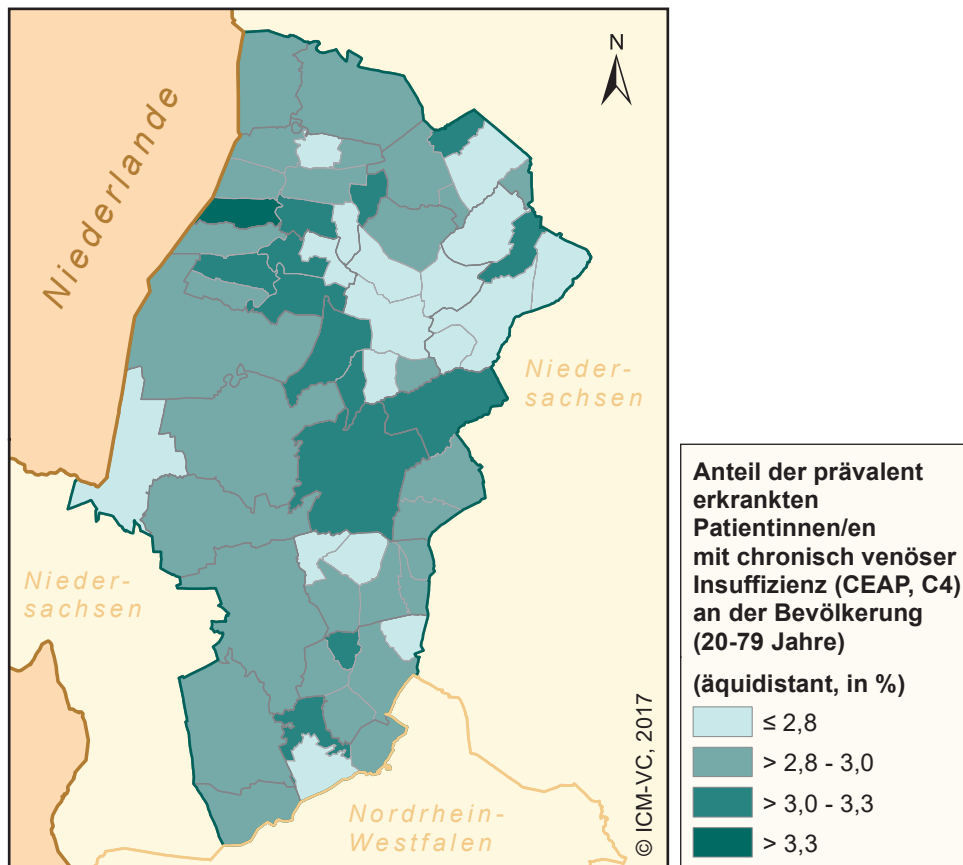 N
Niederlande
Nieder-
sachsen
Nieder-
sachsen
Nordrhein-
Westfalen
© ICM-VC, 2017
Anteil der prävalent
erkrankten
Patientinnen/en
mit chronisch venöser
Insuffizienz (CEAP, C4)
an der Bevölkerung
(20-79 Jahre)
(äquidistant, in %)
≤ 2,8
> 2,8 - 3,0
> 3,0 - 3,3
> 3,3